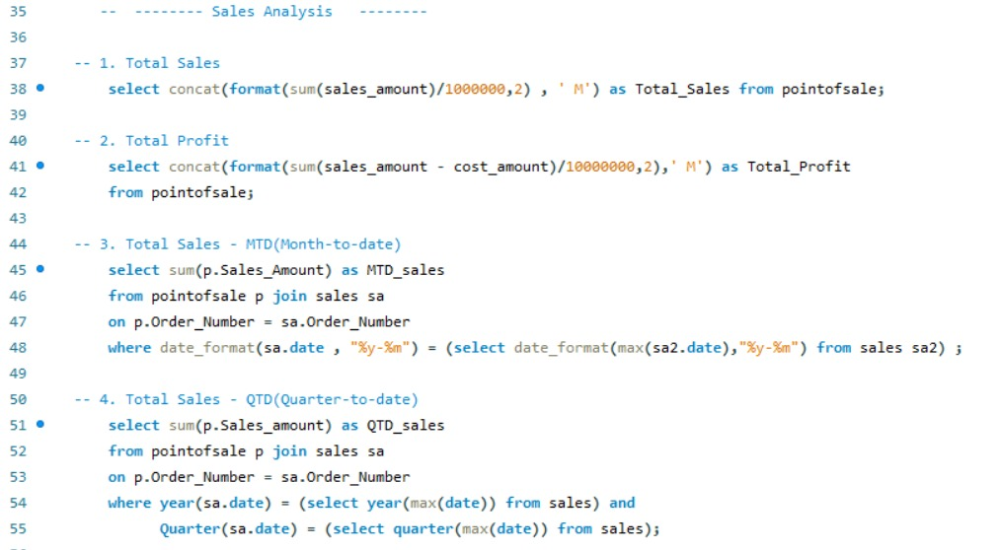 35 -- -------- Sales Analysis --------
36
37 -- 1. Total Sales
38 select concat(format(sum(sales_amount)/1000000,2) , ' M') as Total_Sales from pointofsale;
39
40 -- 2. Total Profit
41 select concat(format(sum(sales_amount - cost_amount)/10000000,2),' M') as Total_Profit
42 from pointofsale;
43
44 -- 3. Total Sales - MTD(Month-to-date)
45 select sum(p.Sales_Amount) as MTD_sales
46 from pointofsale p join sales sa
47 on p.Order_Number = sa.Order_Number
48 where date_format(sa.date , "%y-%m") = (select date_format(max(sa2.date),"%y-%m") from sales sa2) ;
49
50 -- 4. Total Sales - QTD(Quarter-to-date)
51 select sum(p.Sales_amount) as QTD_sales
52 from pointofsale p join sales sa
53 on p.Order_Number = sa.Order_Number
54 where year(sa.date) = (select year(max(date)) from sales) and
55 Quarter(sa.date) = (select quarter(max(date)) from sales);